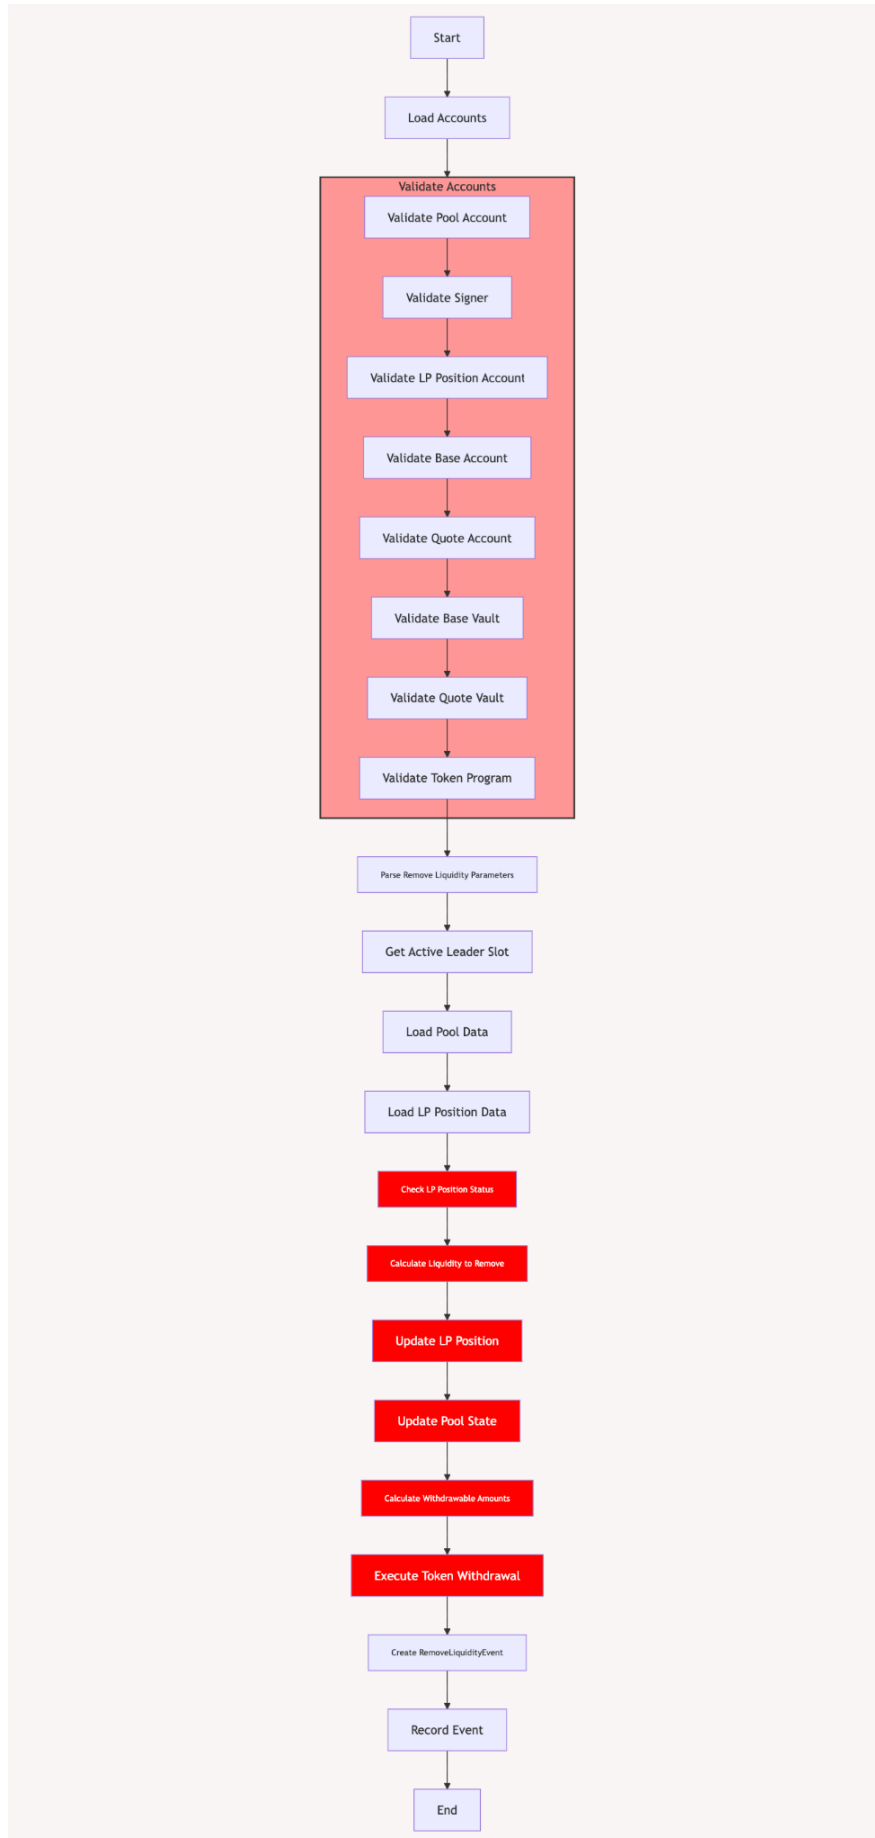 Start
Load Accounts
Validate Accounts
Validate Pool Account
Validate Signer
Validate LP Position Account
Validate Base Account
Validate Quote Account
Validate Base Vault
Validate Quote Vault
Validate Token Program
Parse Remove Liquidity Parameters
Get Active Leader Slot
Load Pool Data
Load LP Position Data
Check LP Position Status
Calculate Liquidity to Remove
Update LP Position
Update Pool State
Calculate Withdrawable Amounts
Execute Token Withdrawal
Create RemoveLiquidityEvent
Record Event
End